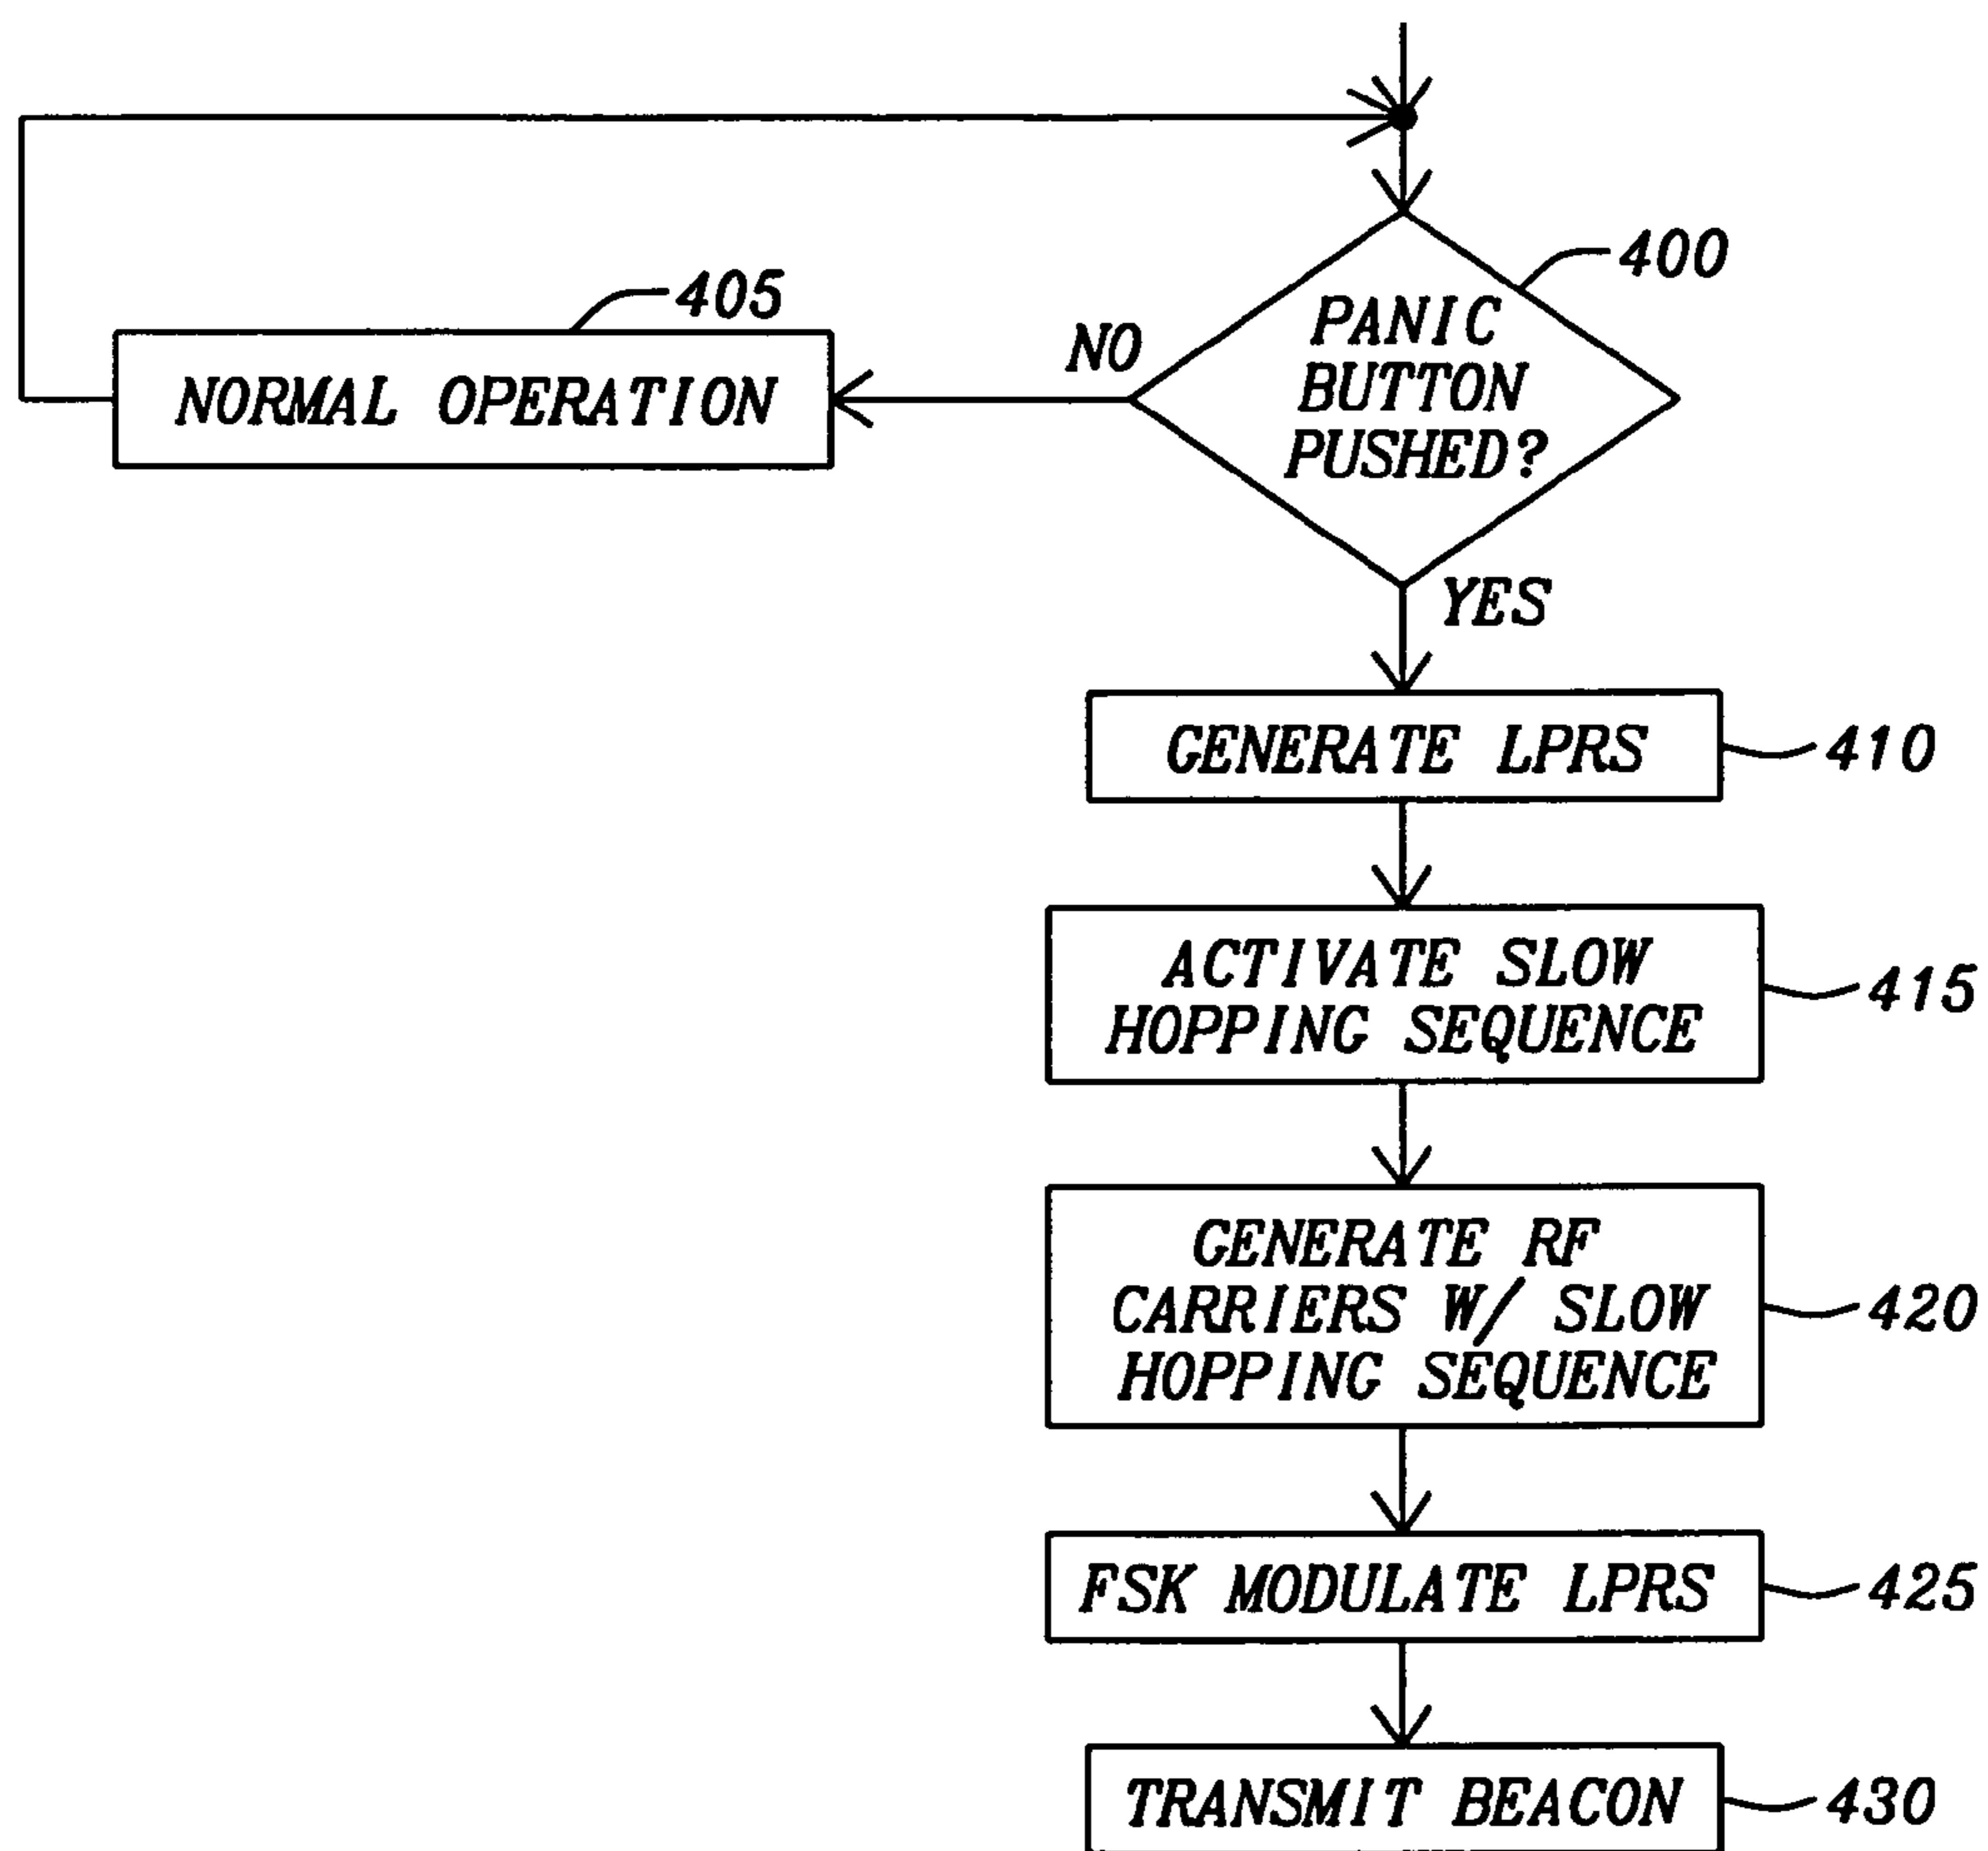 400
PANIC
BUTTON
PUSHED?
NO
405
NORMAL OPERATION
YES
GENERATE LPRS
410
ACTIVATE SLOW
HOPPING SEQUENCE
415
GENERATE RF
CARRIERS W/ SLOW
HOPPING SEQUENCE
420
FSK MODULATE LPRS
425
TRANSMIT BEACON
430